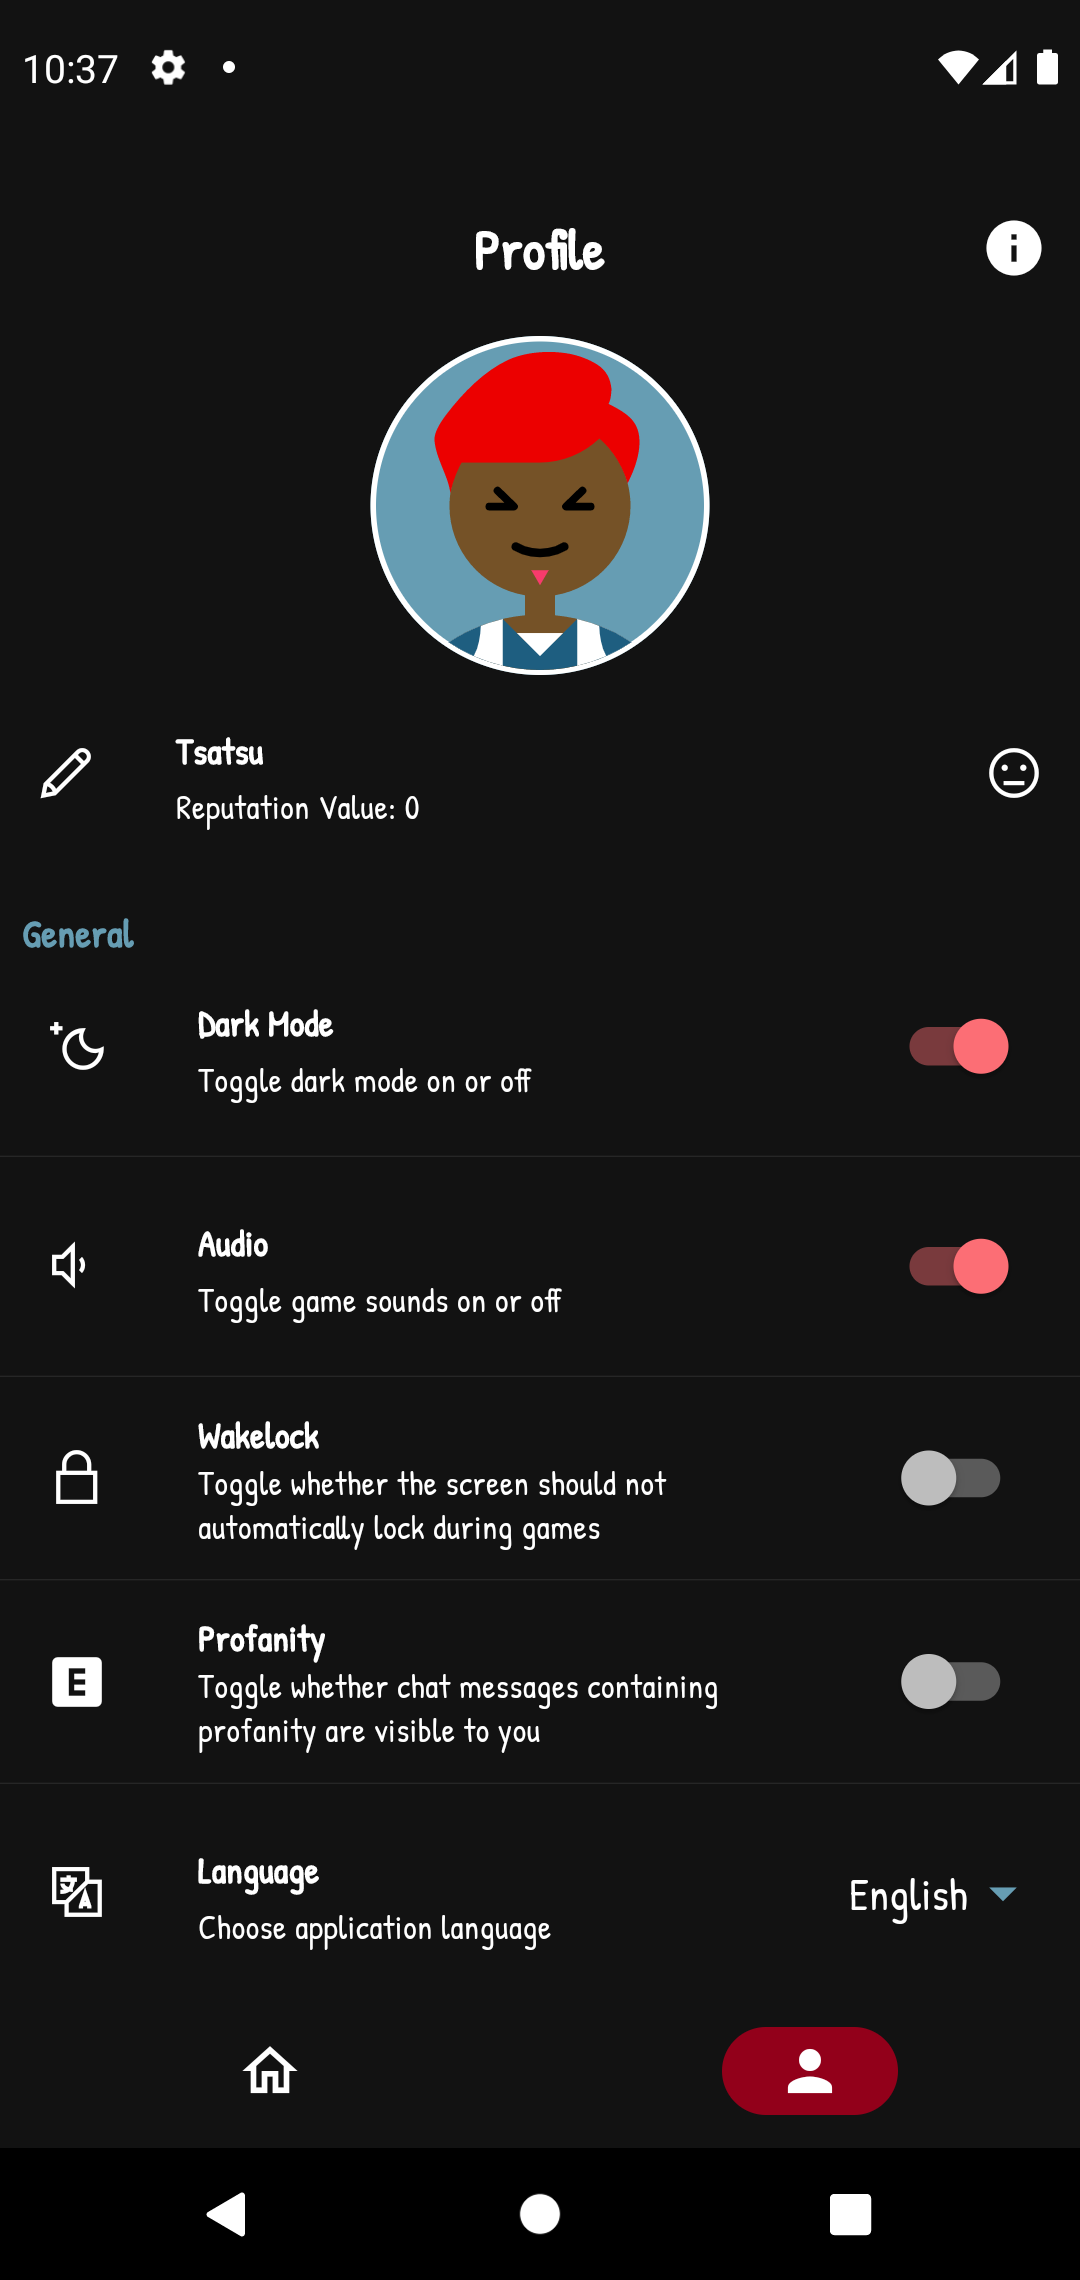 10:37
Profile
Tsatsu
Reputation Value: 0
General
Dark Mode
Toggle dark mode on or off
Audio
Toggle game sounds on or off
Wakelock
Toggle whether the screen should not
automatically lock during games
E
Profanity
Toggle whether chat messages containing
profanity are visible to you
Language
Choose application language
English